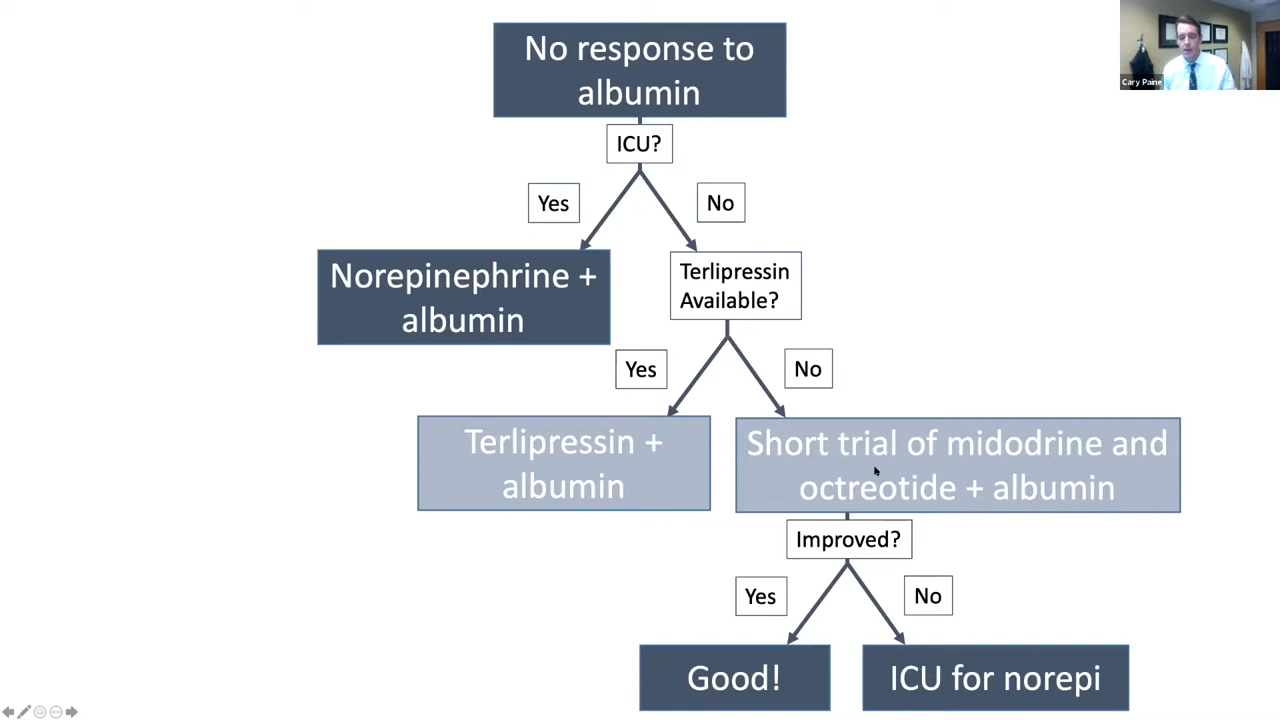 Cary Paine
No response to
albumin
ICU?
Yes
No
Norepinephrine +
albumin
Terlipressin
Available?
Yes
No
Terlipressin +
albumin
Short trial of midodrine and
octreotide + albumin
Improved?
Yes
No
Good!
ICU for norepi